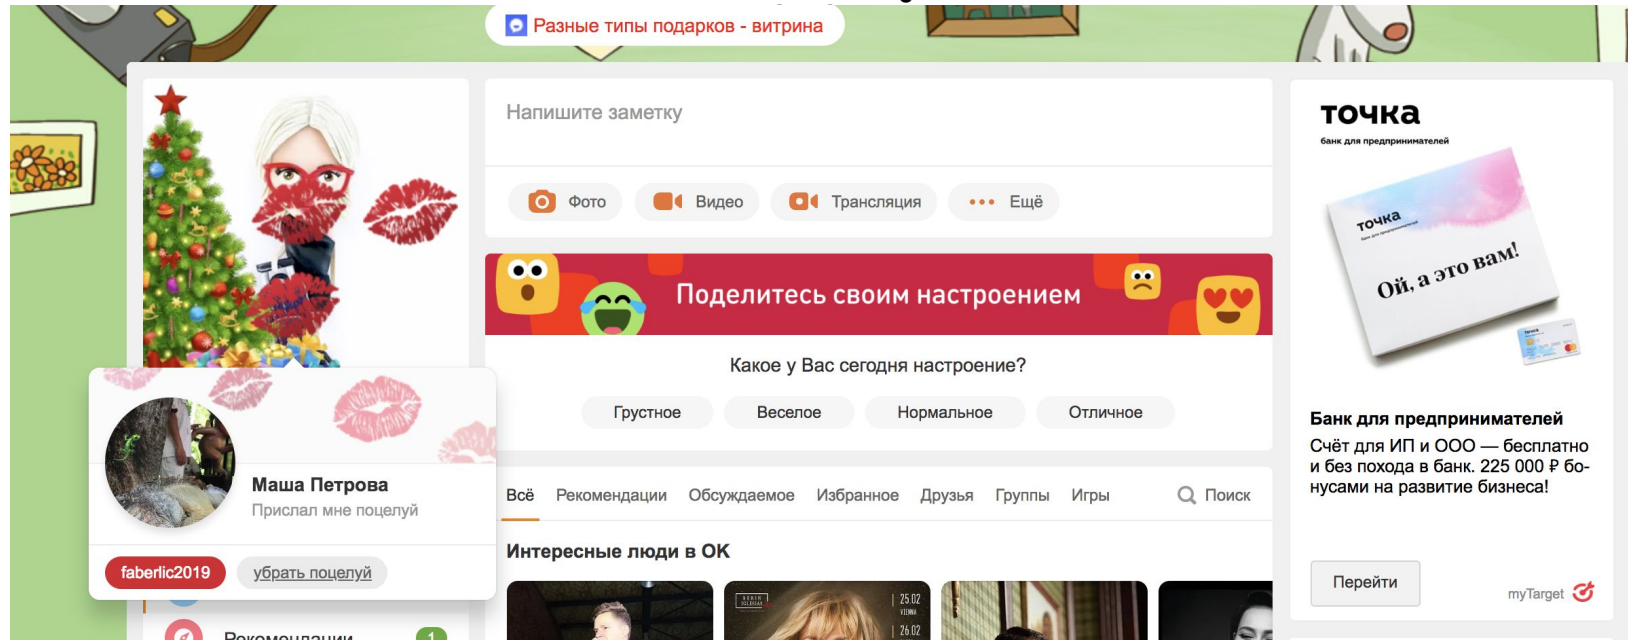 Разные типы подарков - витрина
Напишите заметку
Фото
Видео
Трансляция
Ещё
Поделитесь своим настроением
Какое у Вас сегодня настроение?
Грустное
Веселое
Нормальное
Отличное
Маша Петрова
Прислал мне поцелуй
faberlic2019
убрать поцелуй
Всё
Рекомендации
Обсуждаемое
Избранное
Друзья
Группы
Игры
Поиск
Интересные люди в ОК
25.02
VIENNA
26.02
Рекомендации
1
точка
банк для предпринимателей
точка
Ой, а это вам!
точка
Банк для предпринимателей
Счёт для ИП и ООО — бесплатно
и без похода в банк. 225 000 ₽ бо-
нусами на развитие бизнеса!
Перейти
myTarget